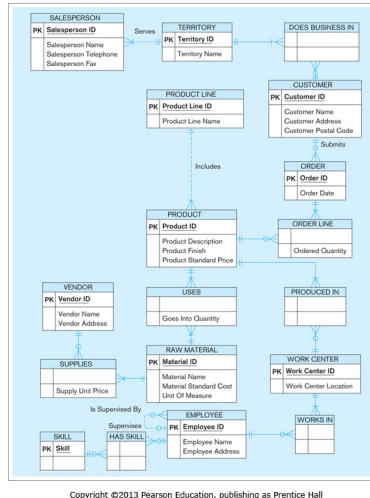 SALESPERSON
PK Salesperson ID
Salesperson Name
Salesperson Telephone
Salesperson Fax
Serves
TERRITORY
PK Territory ID
Territory Name
DOES BUSINESS IN
PRODUCT LINE
PK Product Line ID
Product Line Name
CUSTOMER
PK Customer ID
Customer Name
Customer Address
Customer Postal Code
Submits
Includes
ORDER
PK Order ID
Order Date
PRODUCT
PK Product ID
Product Description
Product Finish
Product Standard Price
ORDER LINE
Ordered Quantity
VENDOR
PK Vendor ID
Vendor Name
Vendor Address
USES
Goes Into Quantity
PRODUCED IN
SUPPLIES
Supply Unit Price
RAW MATERIAL
PK Material ID
Material Name
Material Standard Cost
Unit Of Measure
WORK CENTER
PK Work Center ID
Work Center Location
Is Supervised By
Supervises
EMPLOYEE
PK Employee ID
Employee Name
Employee Address
WORKS IN
SKILL
PK Skill
HAS SKILL
Copyright ©2013 Pearson Education, publishing as Prentice Hall